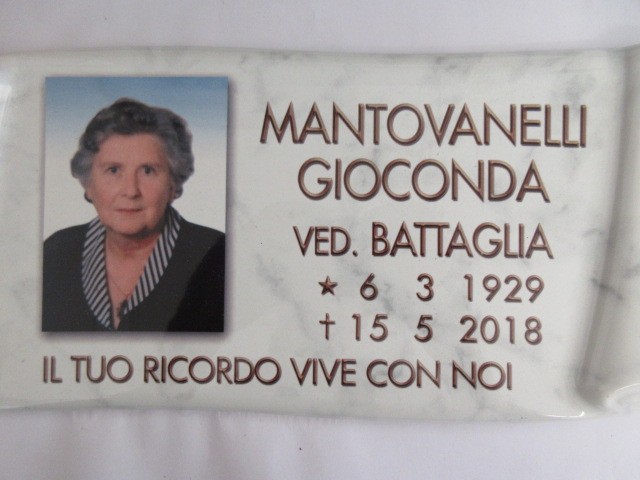 MANTOVANELLI
GIOCONDA
VED. BATTAGLIA
★ 6 3 1929
† 15 5 2018
IL TUO RICORDO VIVE CON NOI